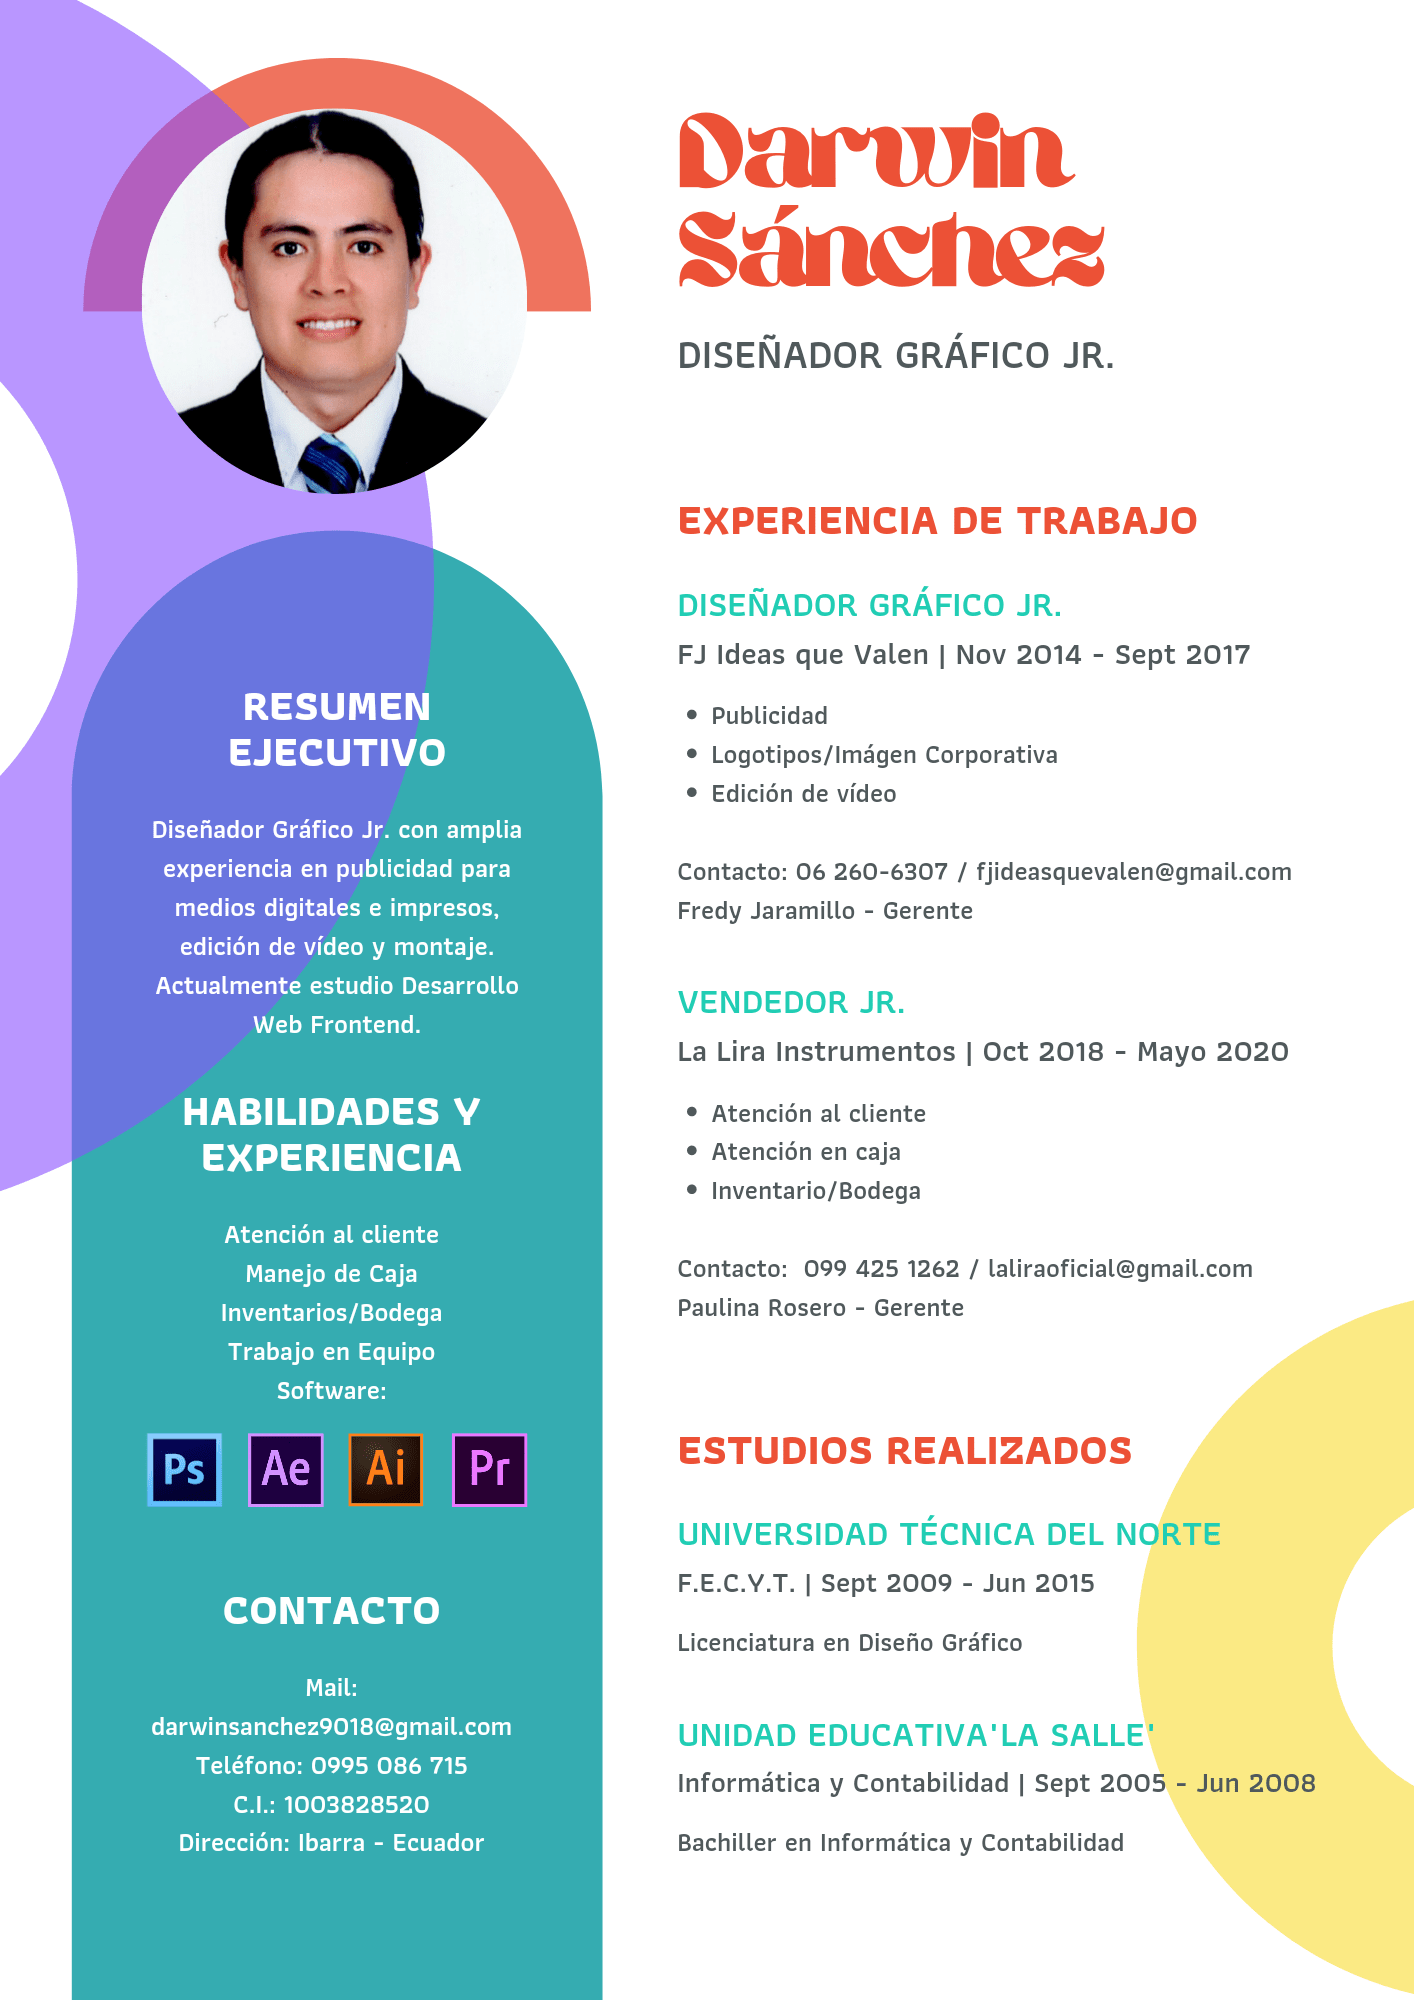 Darwin
Sánchez
DISEÑADOR GRÁFICO JR.
RESUMEN
EJECUTIVO
Diseñador Gráfico Jr. con amplia
experiencia en publicidad para
medios digitales e impresos,
edición de vídeo y montaje.
Actualmente estudio Desarrollo
Web Frontend.
HABILIDADES Y
EXPERIENCIA
Atención al cliente
Manejo de Caja
Inventarios/Bodega
Trabajo en Equipo
Software:
Ps Ae Ai Pr
CONTACTO
Mail:
darwinsanchez9018@gmail.com
Teléfono: 0995 086 715
C.I.: 1003828520
Dirección: Ibarra - Ecuador
EXPERIENCIA DE TRABAJO
DISEÑADOR GRÁFICO JR.
FJ Ideas que Valen | Nov 2014 - Sept 2017
• Publicidad
• Logotipos/Imágen Corporativa
• Edición de vídeo
Contacto: 06 260-6307 / fjideasquevalen@gmail.com
Fredy Jaramillo - Gerente
VENDEDOR JR.
La Lira Instrumentos | Oct 2018 - Mayo 2020
• Atención al cliente
• Atención en caja
• Inventario/Bodega
Contacto:  099 425 1262 / laliraoficial@gmail.com
Paulina Rosero - Gerente
ESTUDIOS REALIZADOS
UNIVERSIDAD TÉCNICA DEL NORTE
F.E.C.Y.T. | Sept 2009 - Jun 2015
Licenciatura en Diseño Gráfico
UNIDAD EDUCATIVA'LA SALLE'
Informática y Contabilidad | Sept 2005 - Jun 2008
Bachiller en Informática y Contabilidad